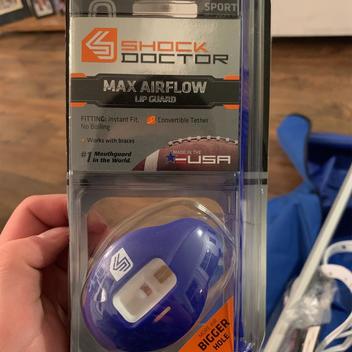 SPORT
SHOCK
DOCTOR
MAX AIRFLOW
LIP GUARD
FITTING: Instant Fit.
No Boiling
Convertible Tether
Works with braces
#1 Mouthguard
in the World.
MADE IN THE
USA
BIGGER
HOLE